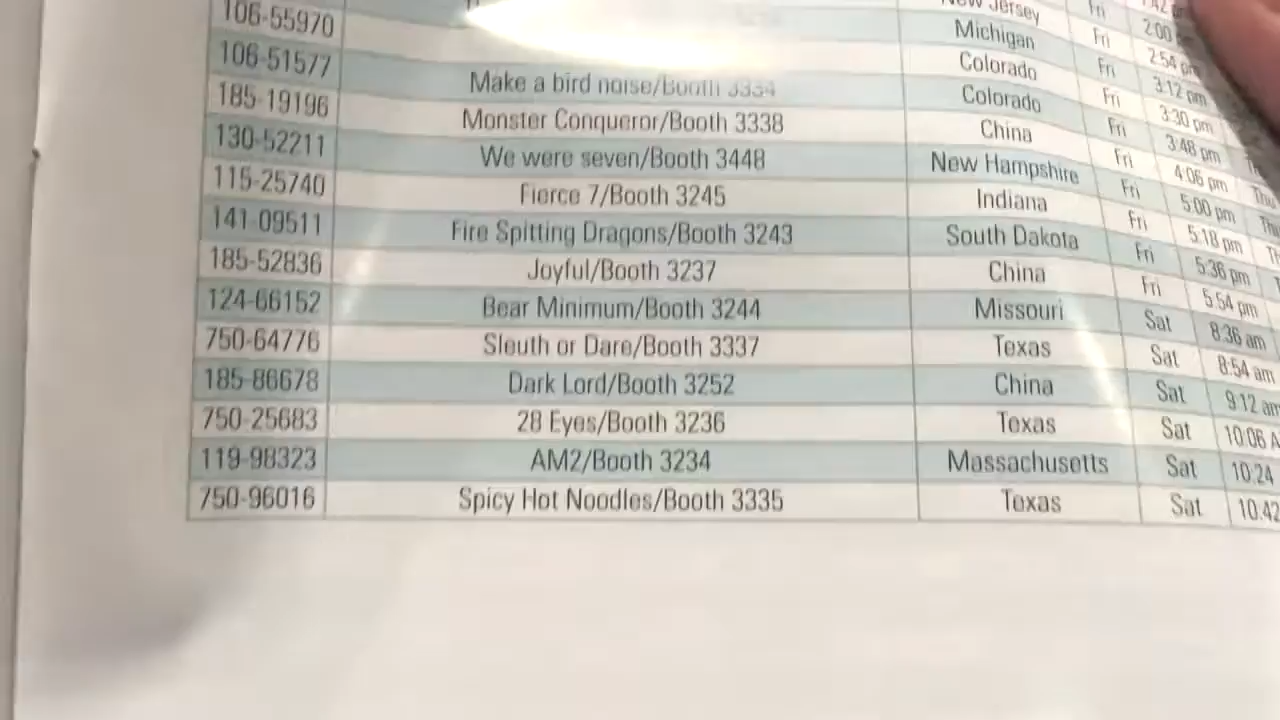 Fri 2:00
New Jersey Fri 2:54 pm
Michigan Fri 3:12 pm
106-55970 Colorado Fri 3:30 pm
106-51577 Make a bird noise/Booth 3334 Colorado Fri 3:48 pm
185-19196 Monster Conqueror/Booth 3338 China Fri 4:06 pm
130-52211 We were seven/Booth 3448 New Hampshire Fri 5:00 pm Thu
115-25740 Fierce 7/Booth 3245 Indiana Fri 5:18 pm
141-09511 Fire Spitting Dragons/Booth 3243 South Dakota Fri 5:36 pm
185-52836 Joyful/Booth 3237 China Fri 5:54 pm
124-66152 Bear Minimum/Booth 3244 Missouri Sat 8:36 am
750-64776 Sleuth or Dare/Booth 3337 Texas Sat 8:54 am
185-86678 Dark Lord/Booth 3252 China Sat 9:12 am
750-25683 28 Eyes/Booth 3236 Texas Sat 10:06 A
119-98323 AM2/Booth 3234 Massachusetts Sat 10:24
750-96016 Spicy Hot Noodles/Booth 3335 Texas Sat 10:42